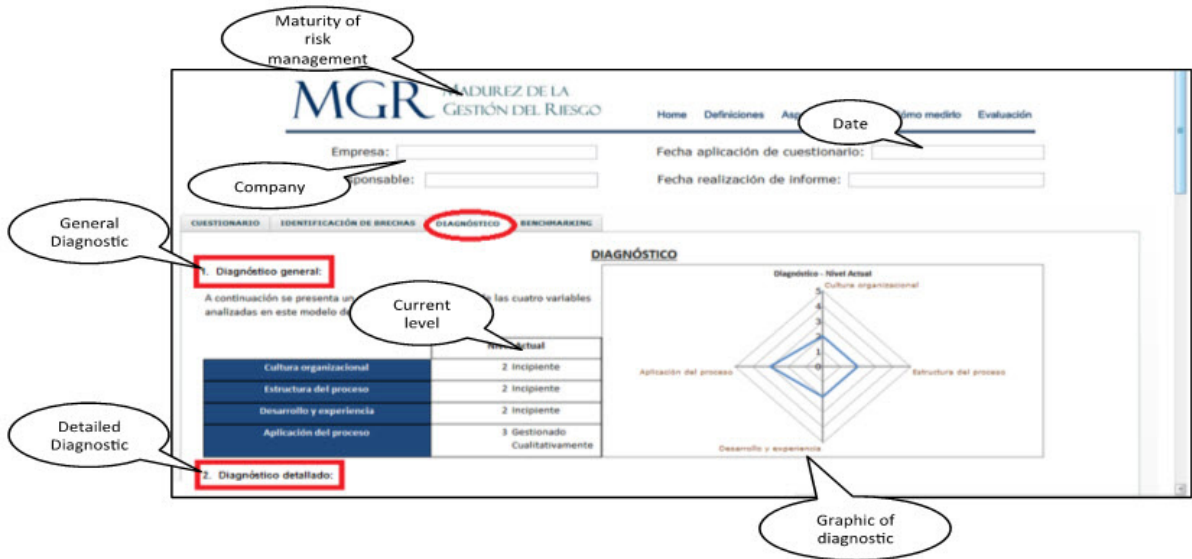 Maturity of
risk
management
MGR
MADUREZ DE LA
GESTIÓN DEL RIESGO
Home Definiciones medirlo Evaluación
Date
Empresa:
Fecha aplicación de cuestionario:
Company
Fecha realización de informe:
General
Diagnostic
CUESTIONARIO IDENTIFICACIÓN DE BRECHAS DIAGNÓSTICO BENCHMARKING
DIAGNÓSTICO
1. Diagnóstico general:
A continuación se presenta un las cuatro variables
analizadas en este modelo
Current
level
Actual
Cultura organizacional 2 Incipiente
Estructura del proceso 2 Incipiente
Desarrollo y experiencia 2 Incipiente
Aplicación del proceso 3 Gestionado
Cualitativamente
Diagnóstico - Nivel Actual
Cultura organizacional
5
4
3
2
1
0
Aplicación del proceso
Estructura del proceso
Desarrollo y experiencia
Detailed
Diagnostic
2. Diagnóstico detallado:
Graphic of
diagnostic